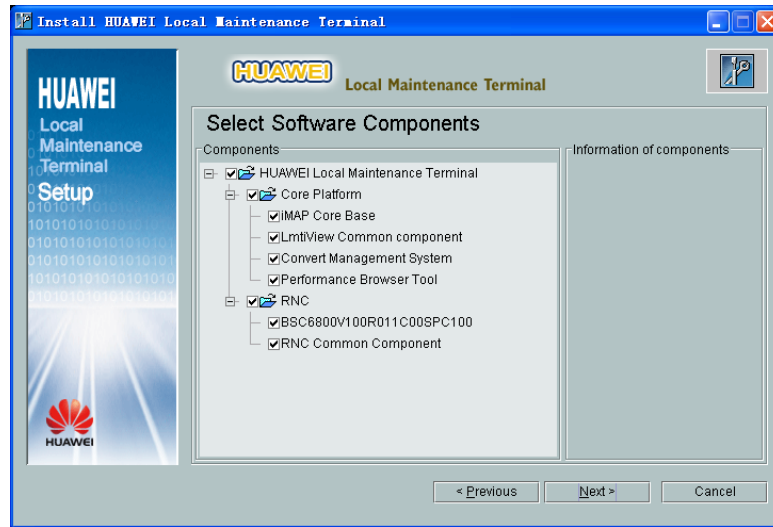 Install HUAWEI Local Maintenance Terminal
HUAWEI
Local
Maintenance
Terminal
Setup
HUAWEI
HUAWEI
Local Maintenance Terminal
Select Software Components
Components
HUAWEI Local Maintenance Terminal
Core Platform
iMAP Core Base
LmtiView Common component
Convert Management System
Performance Browser Tool
RNC
BSC6800V100R011C00SPC100
RNC Common Component
Information of components
< Previous
Next >
Cancel